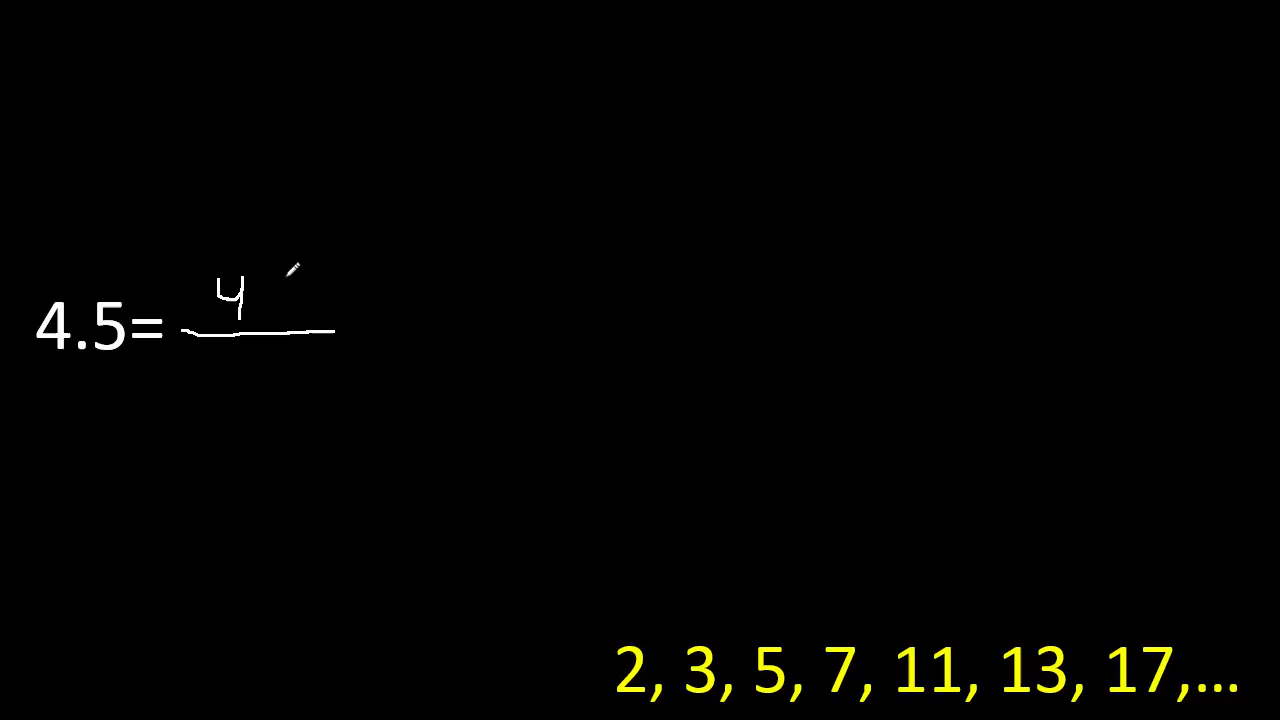 4
4.5=
2, 3, 5, 7, 11, 13, 17,...